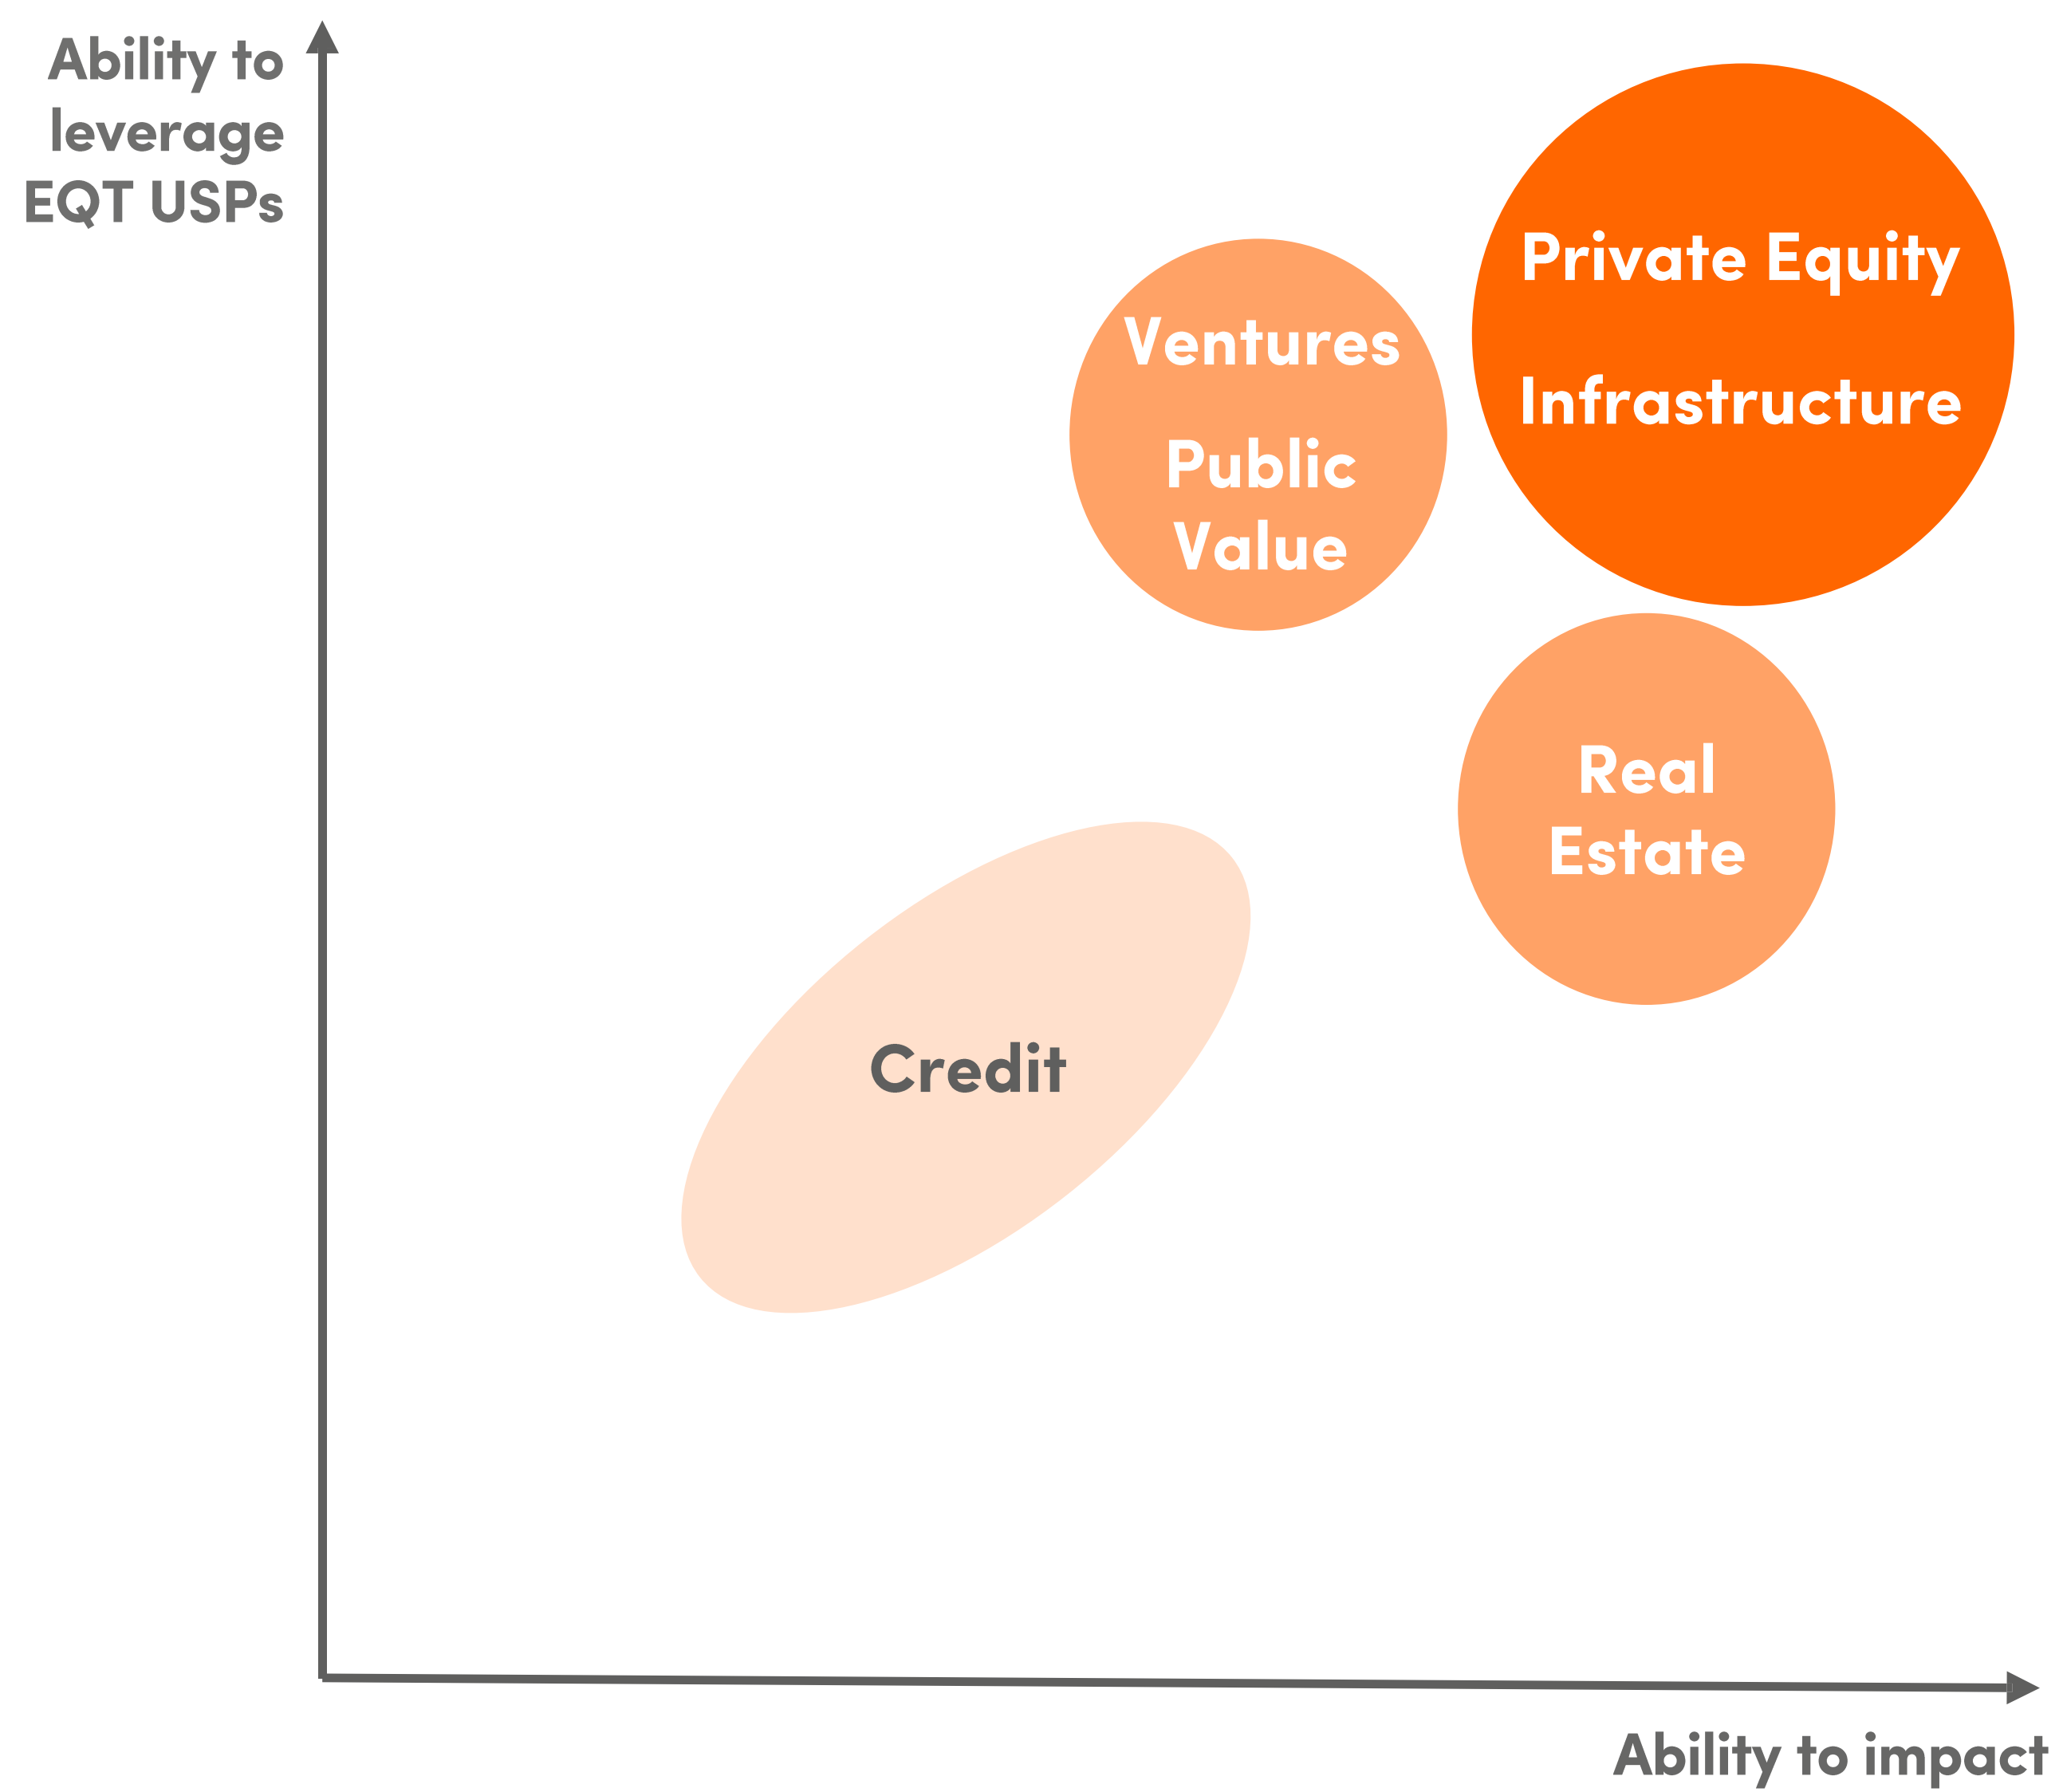 Ability to
leverage
EQT USPs
Private Equity
Infrastructure
Ventures
Public
Value
Real
Estate
Credit
Ability to impact